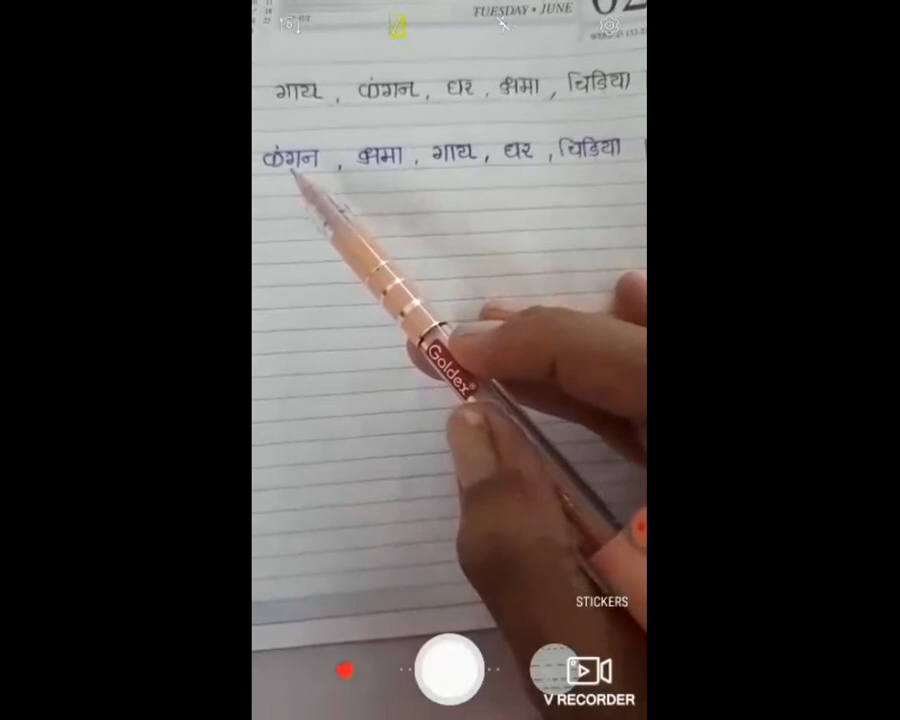 TUESDAY • JUNE
गाय , कंगन , घर , क्षमा , चिडिया
कंगन , क्षमा , गाय , घर , चिडिया
Goldex
STICKERS
V RECORDER